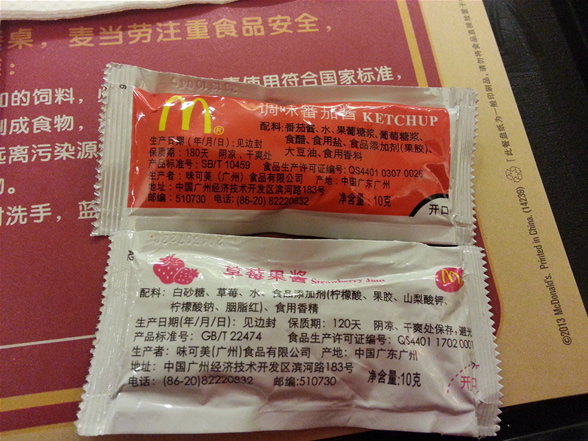 桌，麦当劳注重食品安全，
使用符合国家标准，
加的饲料，
制成食物，
远离污染源
对洗手，蓝
M®
调味番茄酱 KETCHUP
配料：番茄酱、水、果葡糖浆、葡萄糖浆、
食醋、食用盐、食品添加剂(果胶)、
大豆油、食用香料
生产日期（年/月/日）：见边封
保质期：180天 阴凉、干爽处
产品标准号：SB/T 10459 食品生产许可证编号：QS4401 0307 0026
生产者：味可美（广州）食品有限公司 产地：中国广东广州
地址：中国广州经济技术开发区滨河路183号
邮编：510730 电话：(86-20) 82220832 净含量：10克
开口
A2
草莓果酱 Strawberry Jam
配料：白砂糖、草莓、水、食品添加剂(柠檬酸、果胶、山梨酸钾、
柠檬酸钠、胭脂红)、食用香精
生产日期(年/月/日)：见边封 保质期：120天 阴凉、干爽处保存，避光
产品标准号：GB/T 22474 食品生产许可证编号：QS4401 1702 0001
生产者：味可美(广州)食品有限公司 产地：中国广东广州
地址：中国广州经济技术开发区滨河路183号
电话：(86-20)82220832 邮编：510730 净含量：10克
开口
©2013 McDonald's. Printed in China. (14239)